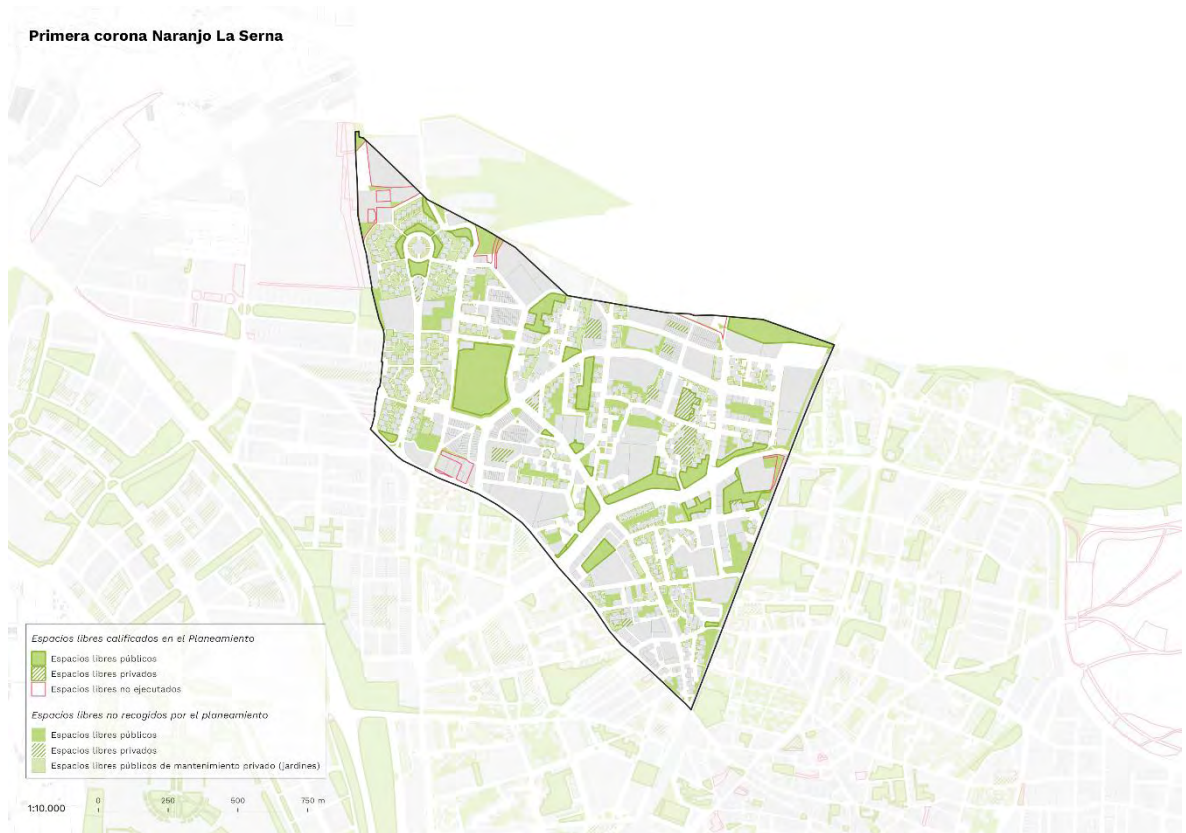 Primera corona Naranjo La Serna
Espacios libres calificados en el Planeamiento
Espacios libres públicos
Espacios libres privados
Espacios libres no ejecutados
Espacios libres no recogidos por el planeamiento
Espacios libres públicos
Espacios libres privados
Espacios libres públicos de mantenimiento privado (jardines)
1:10.000 0 250 500 750 m